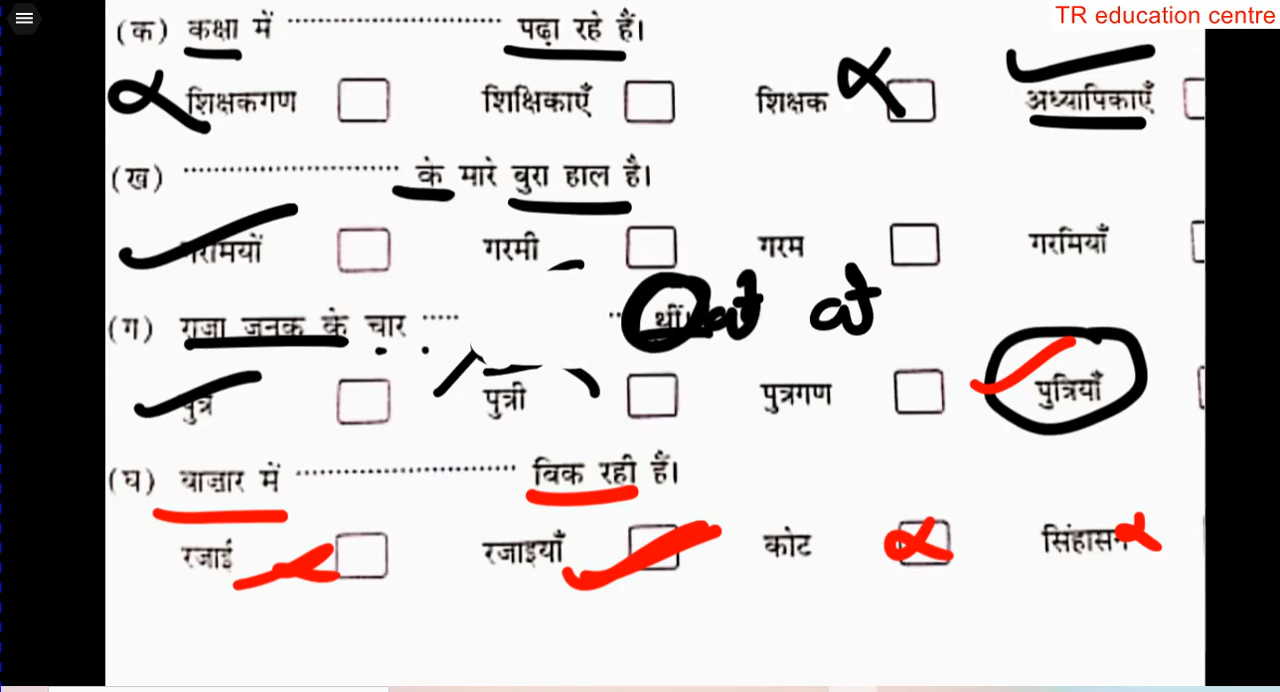 TR education centre
(क) कक्षा में ........................ पढ़ा रहे हैं।
शिक्षकगण शिक्षिकाएँ शिक्षक अध्यापिकाएँ
(ख) ........................ के मारे बुरा हाल है।
गरमियों गरमी गरम गरमियाँ
(ग) राजा जनक के चार ..... .. थीं।
पुत्र पुत्री पुत्रगण पुत्रियाँ
(घ) बाज़ार में ........................ बिक रही हैं।
रजाई रजाइयाँ कोट सिंहासन